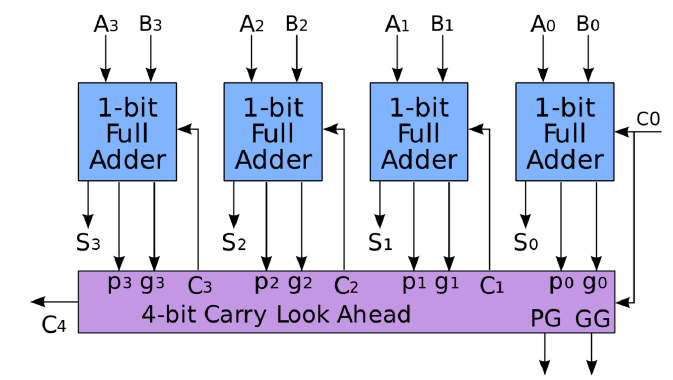 A3 B3 A2 B2 A1 B1 A0 B0
1-bit Full Adder
1-bit Full Adder
1-bit Full Adder
1-bit Full Adder
C0
S3 S2 S1 S0
p3 g3 C3 p2 g2 C2 p1 g1 C1 p0 g0
4-bit Carry Look Ahead
PG GG
C4